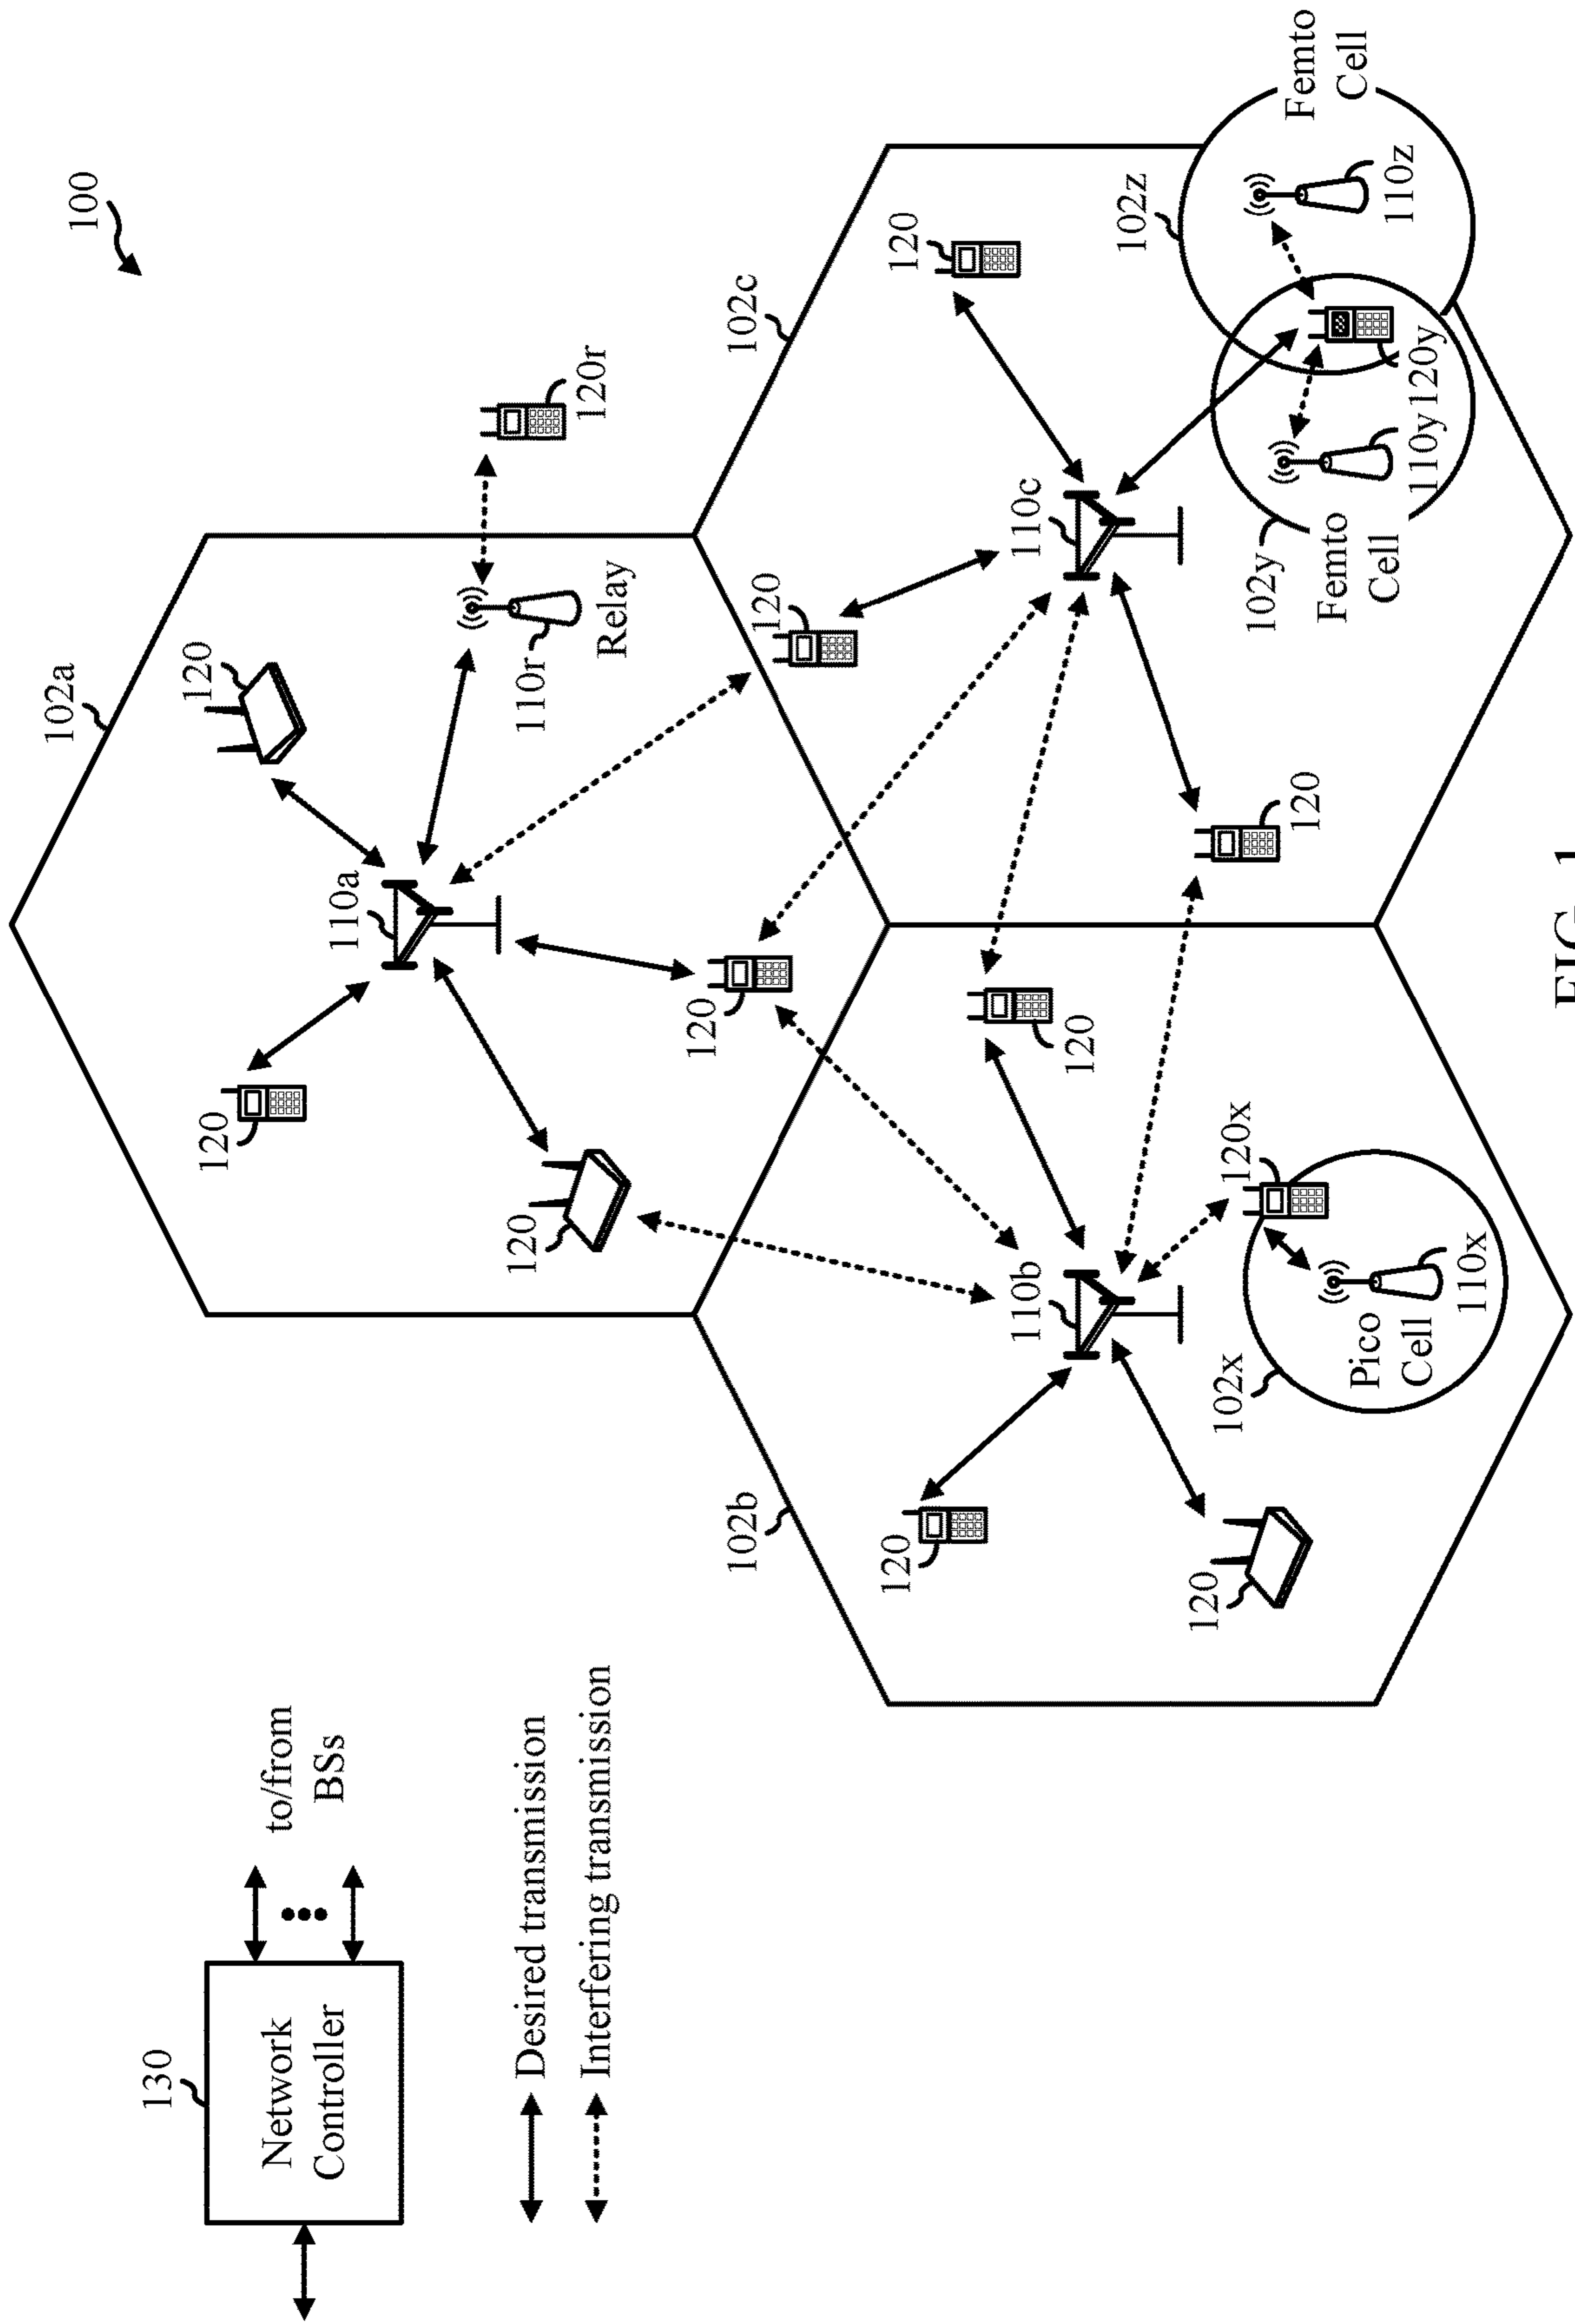 102a
100
130
120
120
Network
Controller
to/from
BSs
110a
Desired transmission
120
110r
120r
Interfering transmission
Relay
120
102b
102c
120
120
120
110b
110c
120
102z
120
102x
120x
102y
120
Pico
Cell
110x
Femto
Cell
110y
120y
110z
Femto
Cell
FIG. 1